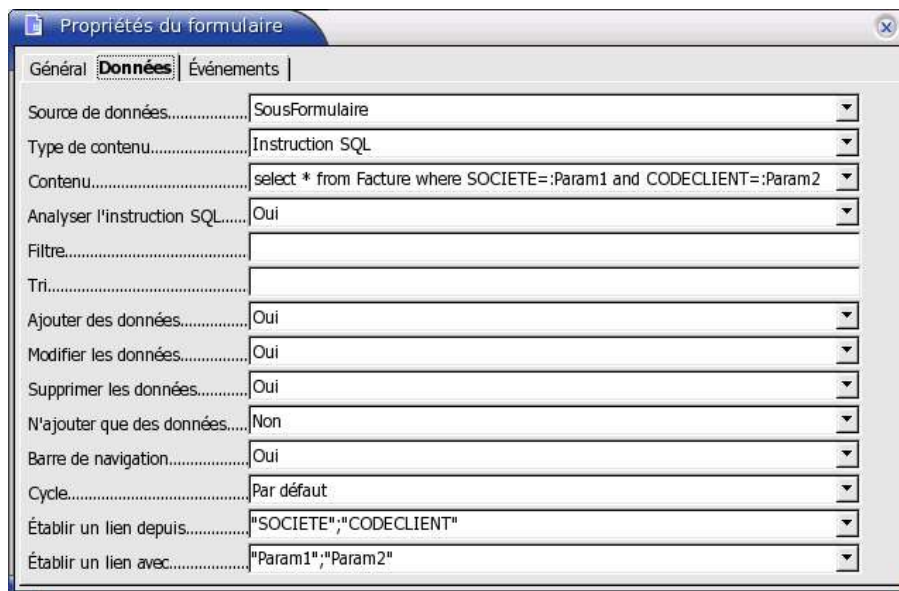 Propriétés du formulaire
Général Données Événements
Source de données................... SousFormulaire
Type de contenu....................... Instruction SQL
Contenu..................................... select * from Facture where SOCIETE=:Param1 and CODECLIENT=:Param2
Analyser l'instruction SQL...... Oui
Filtre............................................
Tri................................................
Ajouter des données................ Oui
Modifier les données................ Oui
Supprimer les données............ Oui
N'ajouter que des données..... Non
Barre de navigation................... Oui
Cycle........................................... Par défaut
Établir un lien depuis............... "SOCIETE";"CODECLIENT"
Établir un lien avec................... "Param1";"Param2"